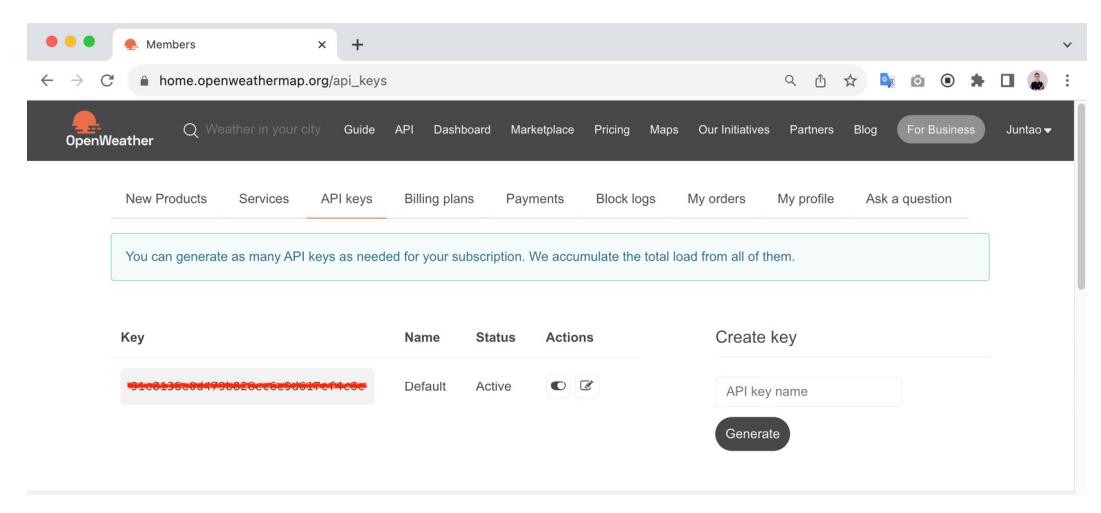 Members
home.openweathermap.org/api_keys
OpenWeather
Weather in your city Guide API Dashboard Marketplace Pricing Maps Our Initiatives Partners Blog For Business Juntao
New Products Services API keys Billing plans Payments Block logs My orders My profile Ask a question
You can generate as many API keys as needed for your subscription. We accumulate the total load from all of them.
Key Name Status Actions Create key
Default Active
API key name
Generate